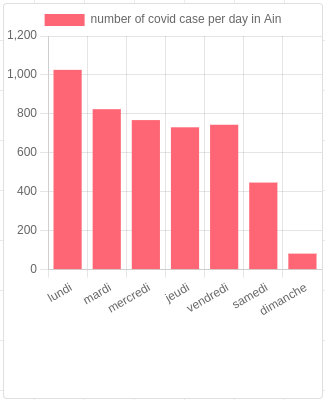 number of covid case per day in Ain
1,200
1,000
800
600
400
200
0
lundi
mardi
mercredi
jeudi
vendredi
samedi
dimanche